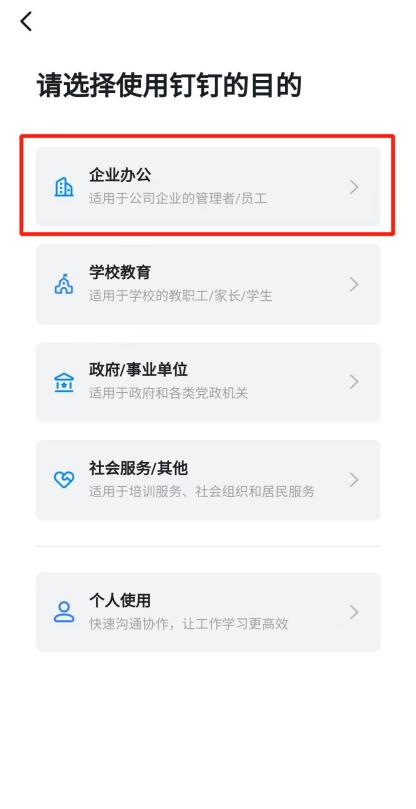 请选择使用钉钉的目的
企业办公
适用于公司企业的管理者/员工
学校教育
适用于学校的教职工/家长/学生
政府/事业单位
适用于政府和各类党政机关
社会服务/其他
适用于培训服务、社会组织和居民服务
个人使用
快速沟通协作，让工作学习更高效